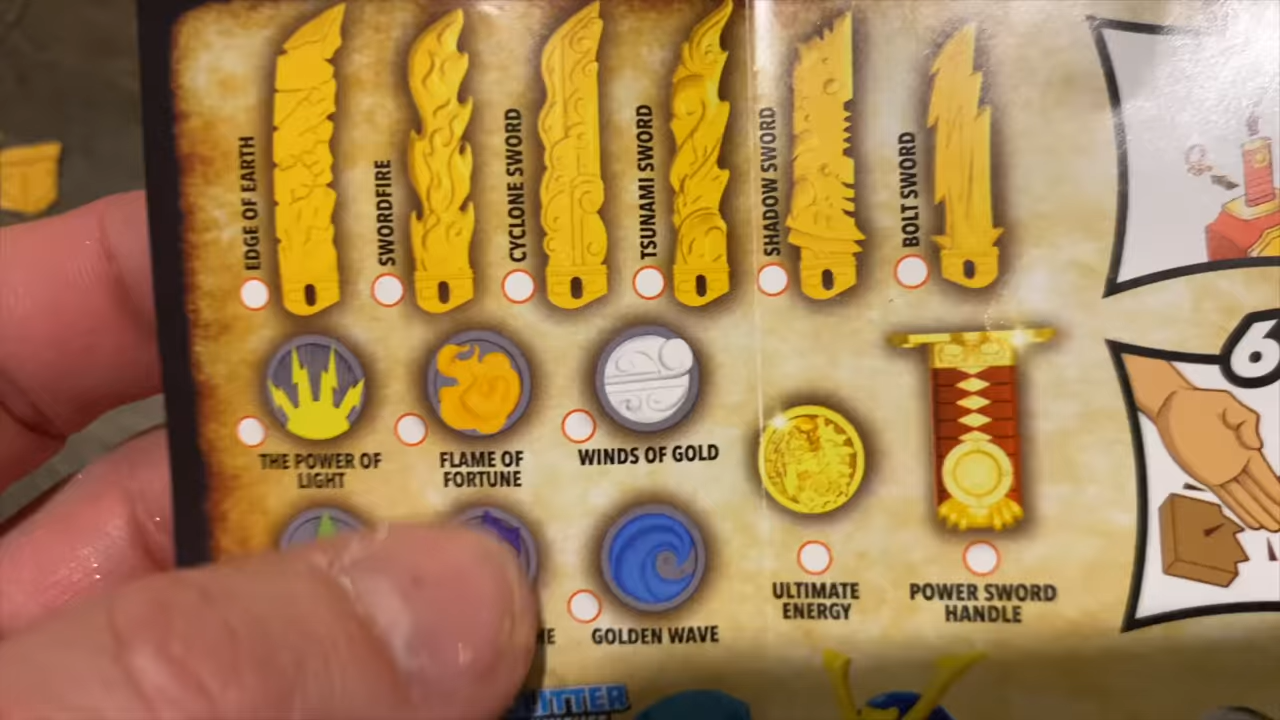 EDGE OF EARTH
SWORDFIRE
CYCLONE SWORD
TSUNAMI SWORD
SHADOW SWORD
BOLT SWORD
THE POWER OF
LIGHT
FLAME OF
FORTUNE
WINDS OF GOLD
6
ULTIMATE
ENERGY
POWER SWORD
HANDLE
GOLDEN WAVE